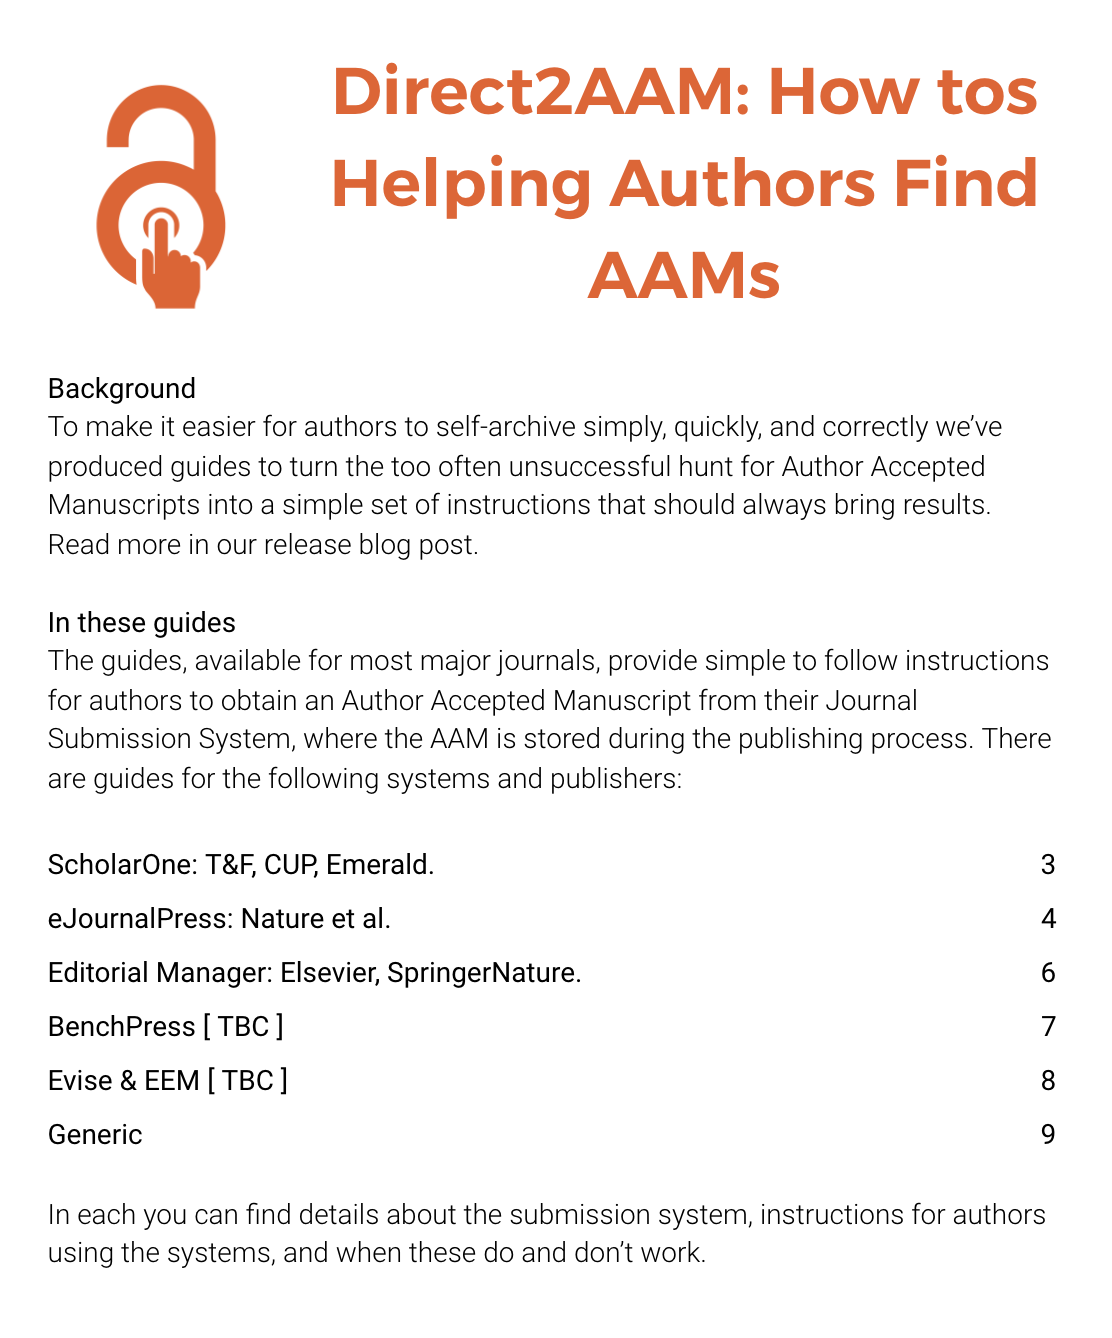 Direct2AAM: How tos
Helping Authors Find
AAMs
Background
To make it easier for authors to self-archive simply, quickly, and correctly we’ve
produced guides to turn the too often unsuccessful hunt for Author Accepted
Manuscripts into a simple set of instructions that should always bring results.
Read more in our release blog post.
In these guides
The guides, available for most major journals, provide simple to follow instructions
for authors to obtain an Author Accepted Manuscript from their Journal
Submission System, where the AAM is stored during the publishing process. There
are guides for the following systems and publishers:
ScholarOne: T&F, CUP, Emerald. 3
eJournalPress: Nature et al. 4
Editorial Manager: Elsevier, SpringerNature. 6
BenchPress [ TBC ] 7
Evise & EEM [ TBC ] 8
Generic 9
In each you can find details about the submission system, instructions for authors
using the systems, and when these do and don’t work.